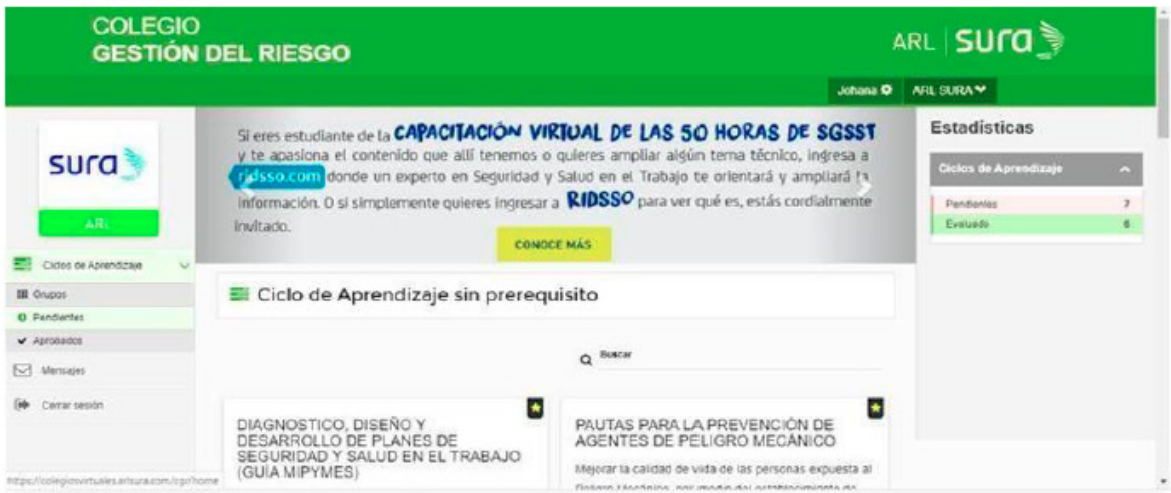 COLEGIO
GESTIÓN DEL RIESGO
ARL sura
Johana
ARL SURA
sura
ARL
Ciclos de Aprendizaje
Grupos
Pendientes
Aprobados
Mensajes
Cerrar sesión
Si eres estudiante de la CAPACITACIÓN VIRTUAL DE LAS 50 HORAS DE SGSST
y te apasiona el contenido que allí tenemos o quieres ampliar algún tema técnico, ingresa a
ridsso.com donde un experto en Seguridad y Salud en el Trabajo te orientará y ampliará la
información. O si simplemente quieres ingresar a RIDSSO para ver qué es, estás cordialmente
invitado.
CONOCE MÁS
Ciclo de Aprendizaje sin prerequisito
Buscar
DIAGNOSTICO, DISEÑO Y
DESARROLLO DE PLANES DE
SEGURIDAD Y SALUD EN EL TRABAJO
(GUÍA MIPYMES)
PAUTAS PARA LA PREVENCIÓN DE
AGENTES DE PELIGRO MECÁNICO
Mejorar la calidad de vida de las personas expuesta al
Estadísticas
Ciclos de Aprendizaje
Pendientes 7
Evaluado 6
https://colegiosvirtuales.arlsura.com/cgr/home